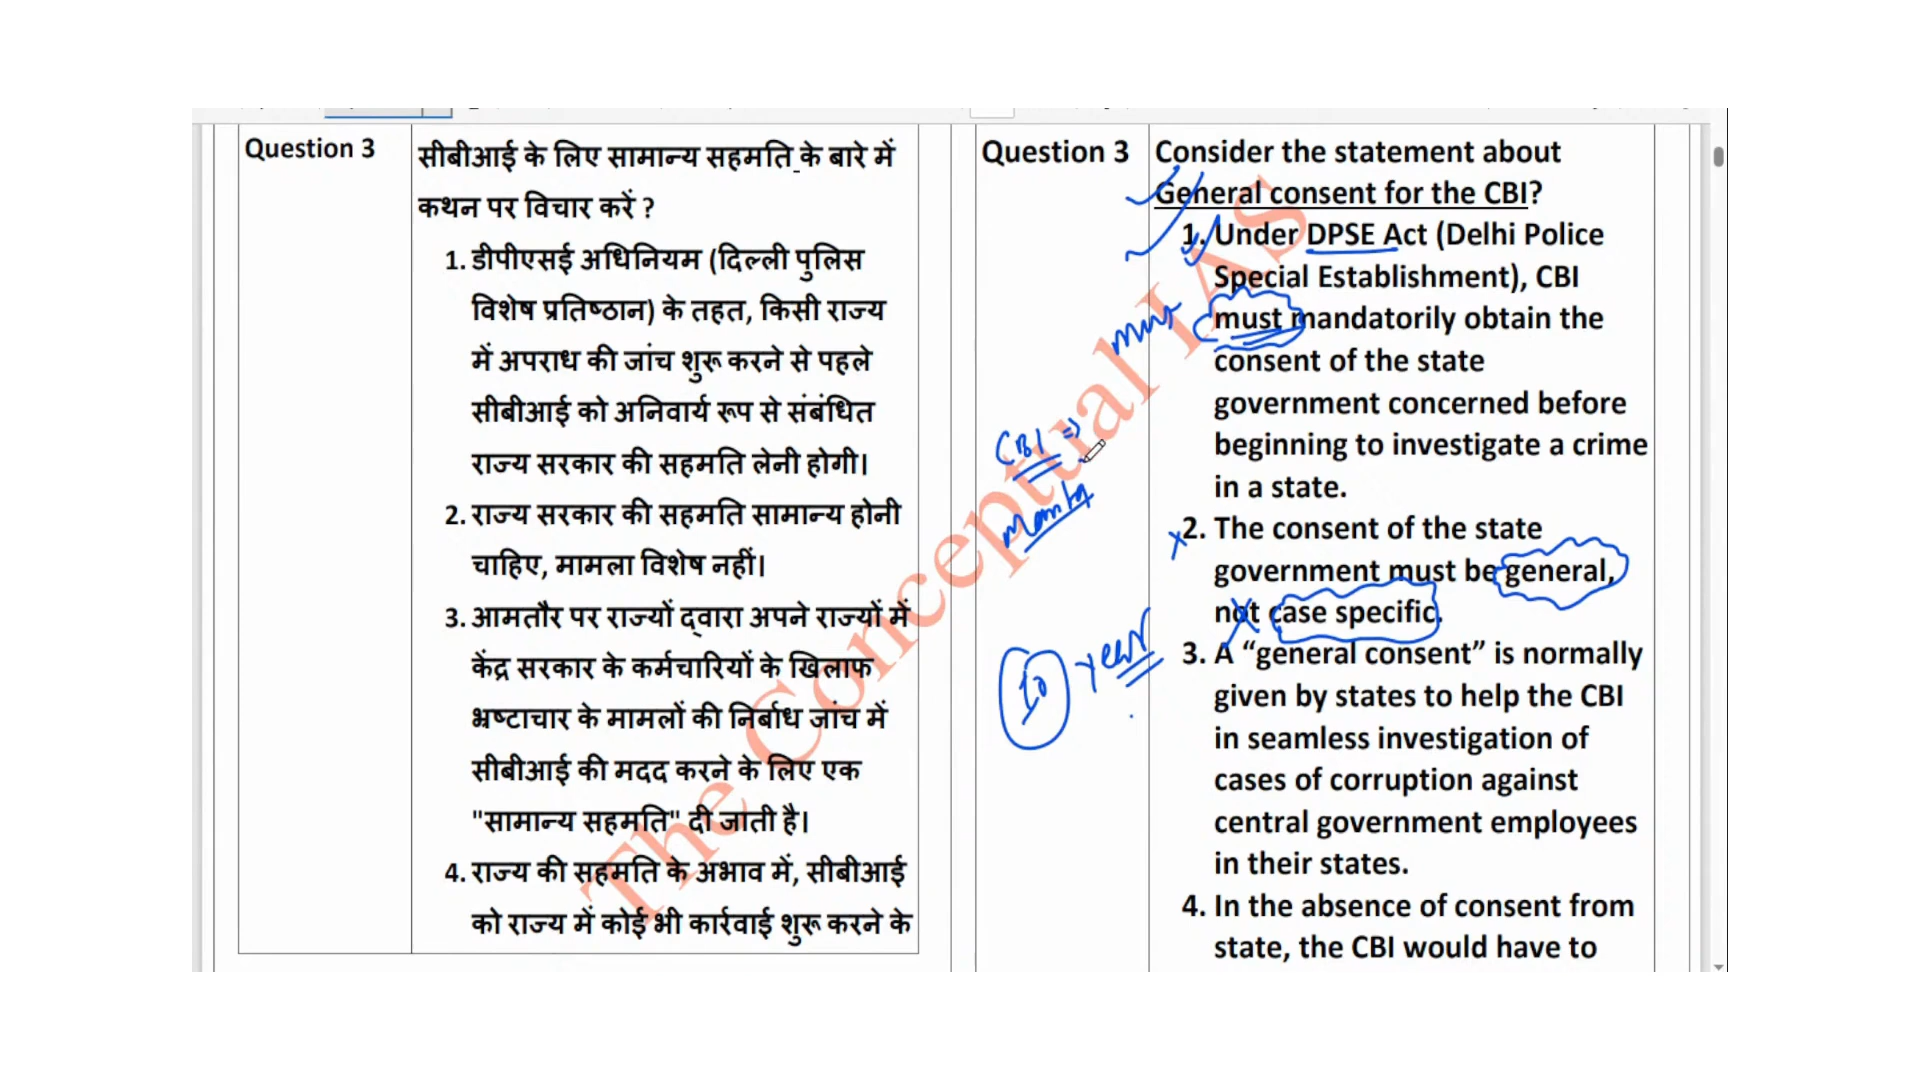 Question 3
सीबीआई के लिए सामान्य सहमति के बारे में
कथन पर विचार करें ?
1. डीपीएसई अधिनियम (दिल्ली पुलिस
विशेष प्रतिष्ठान) के तहत, किसी राज्य
में अपराध की जांच शुरू करने से पहले
सीबीआई को अनिवार्य रूप से संबंधित
राज्य सरकार की सहमति लेनी होगी।
2. राज्य सरकार की सहमति सामान्य होनी
चाहिए, मामला विशेष नहीं।
3. आमतौर पर राज्यों द्वारा अपने राज्यों में
केंद्र सरकार के कर्मचारियों के खिलाफ
भ्रष्टाचार के मामलों की निर्बाध जांच में
सीबीआई की मदद करने के लिए एक
"सामान्य सहमति" दी जाती है।
4. राज्य की सहमति के अभाव में, सीबीआई
को राज्य में कोई भी कार्रवाई शुरू करने के
Question 3
Consider the statement about
General consent for the CBI?
1. Under DPSE Act (Delhi Police
Special Establishment), CBI
must mandatorily obtain the
consent of the state
government concerned before
beginning to investigate a crime
in a state.
2. The consent of the state
government must be general,
not case specific.
3. A “general consent” is normally
given by states to help the CBI
in seamless investigation of
cases of corruption against
central government employees
in their states.
4. In the absence of consent from
state, the CBI would have to
must
CBI =>
10 year
The Conceptual IAS